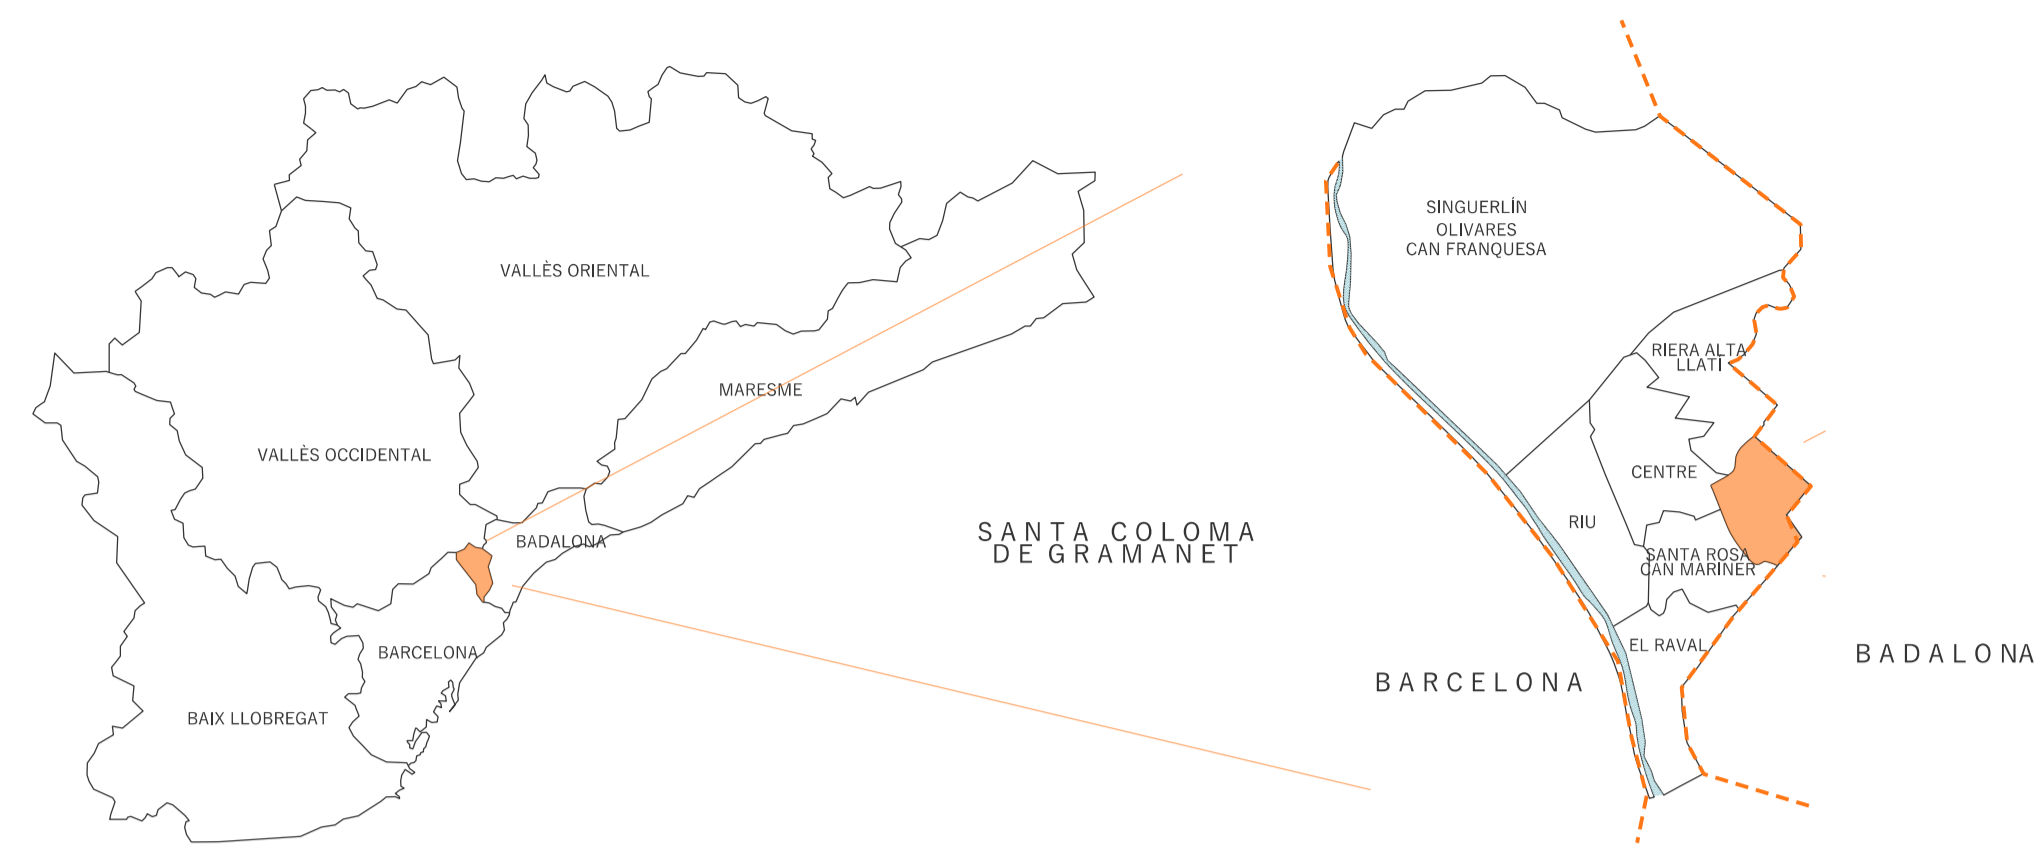 VALLÈS ORIENTAL
MARESME
VALLÈS OCCIDENTAL
BADALONA
BARCELONA
BAIX LLOBREGAT
SANTA COLOMA
DE GRAMANET
SINGUERLÍN
OLIVARES
CAN FRANQUESA
RIERA ALTA
LLATÍ
CENTRE
RIU
SANTA ROSA
CAN MARINER
EL RAVAL
BARCELONA
BADALONA